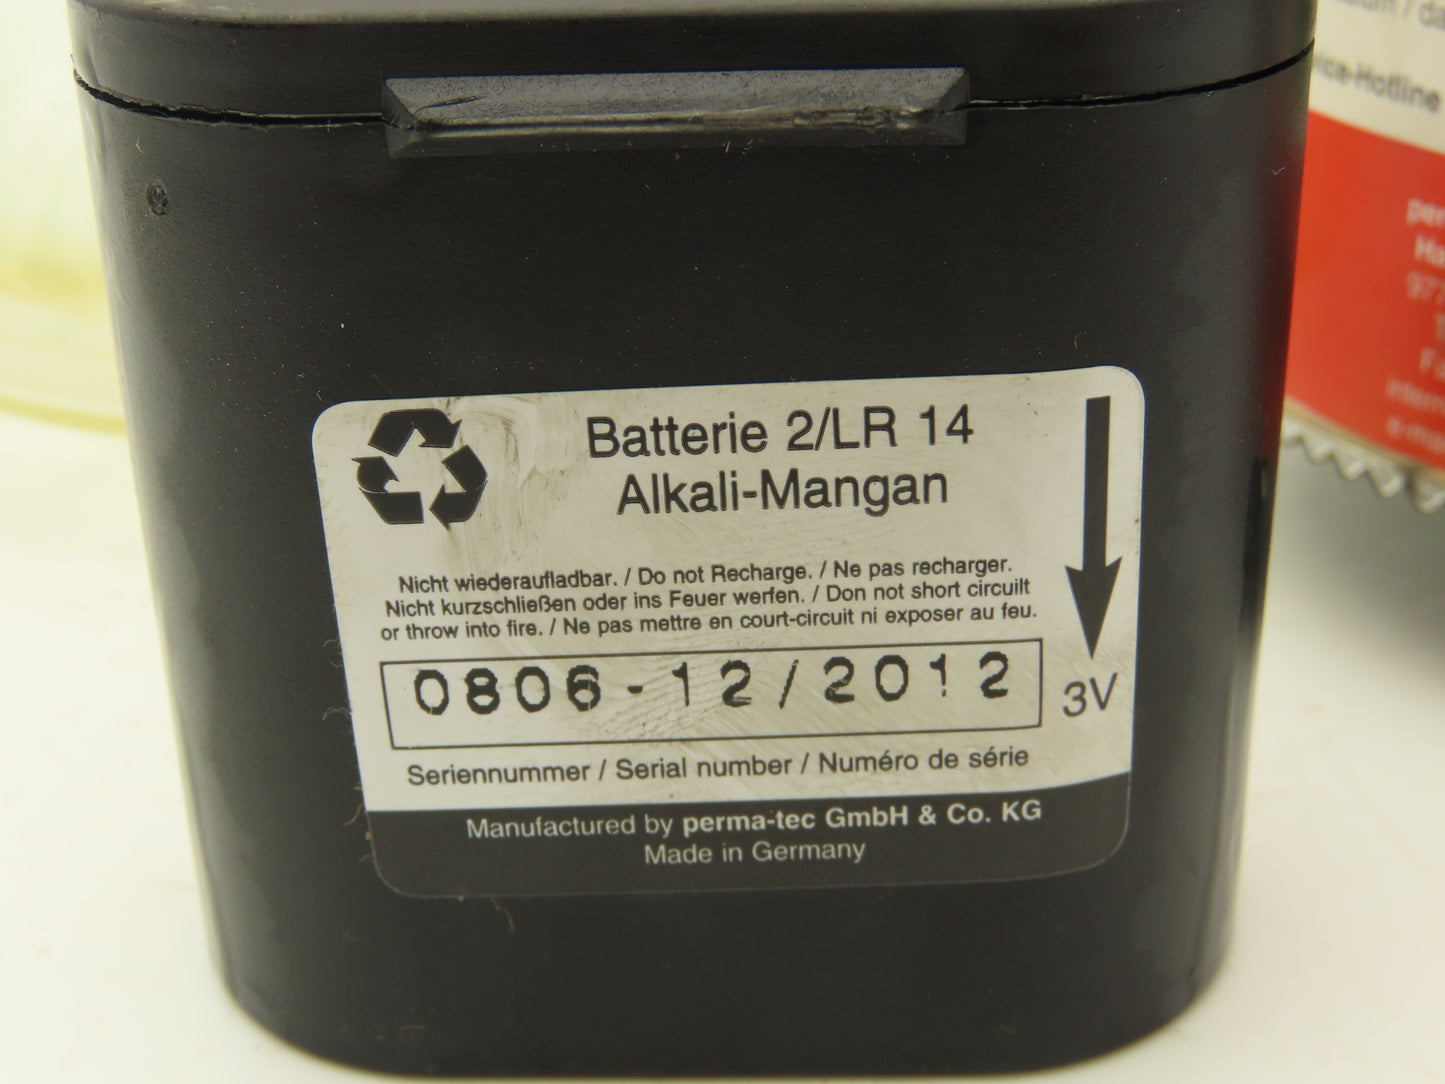 Batterie 2/LR 14
Alkali-Mangan
Nicht wiederaufladbar. / Do not Recharge. / Ne pas recharger.
Nicht kurzschließen oder ins Feuer werfen. / Don not short circuilt
or throw into fire. / Ne pas mettre en court-circuit ni exposer au feu.
0806-12/2012
3V
Seriennummer / Serial number / Numéro de série
Manufactured by perma-tec GmbH & Co. KG
Made in Germany
-Hotline